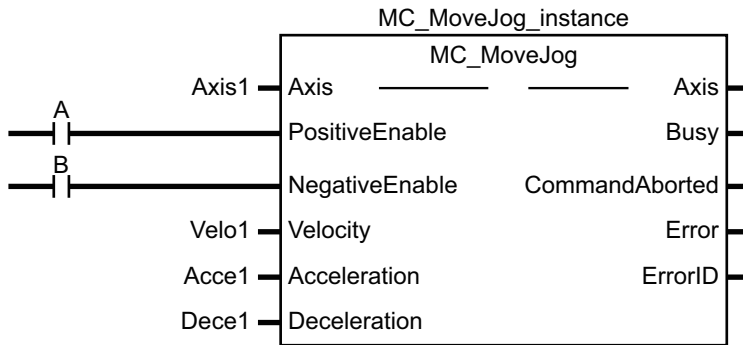 MC_MoveJog_instance
MC_MoveJog
Axis1 Axis Axis
A
PositiveEnable Busy
B
NegativeEnable CommandAborted
Velo1 Velocity Error
Acce1 Acceleration ErrorID
Dece1 Deceleration